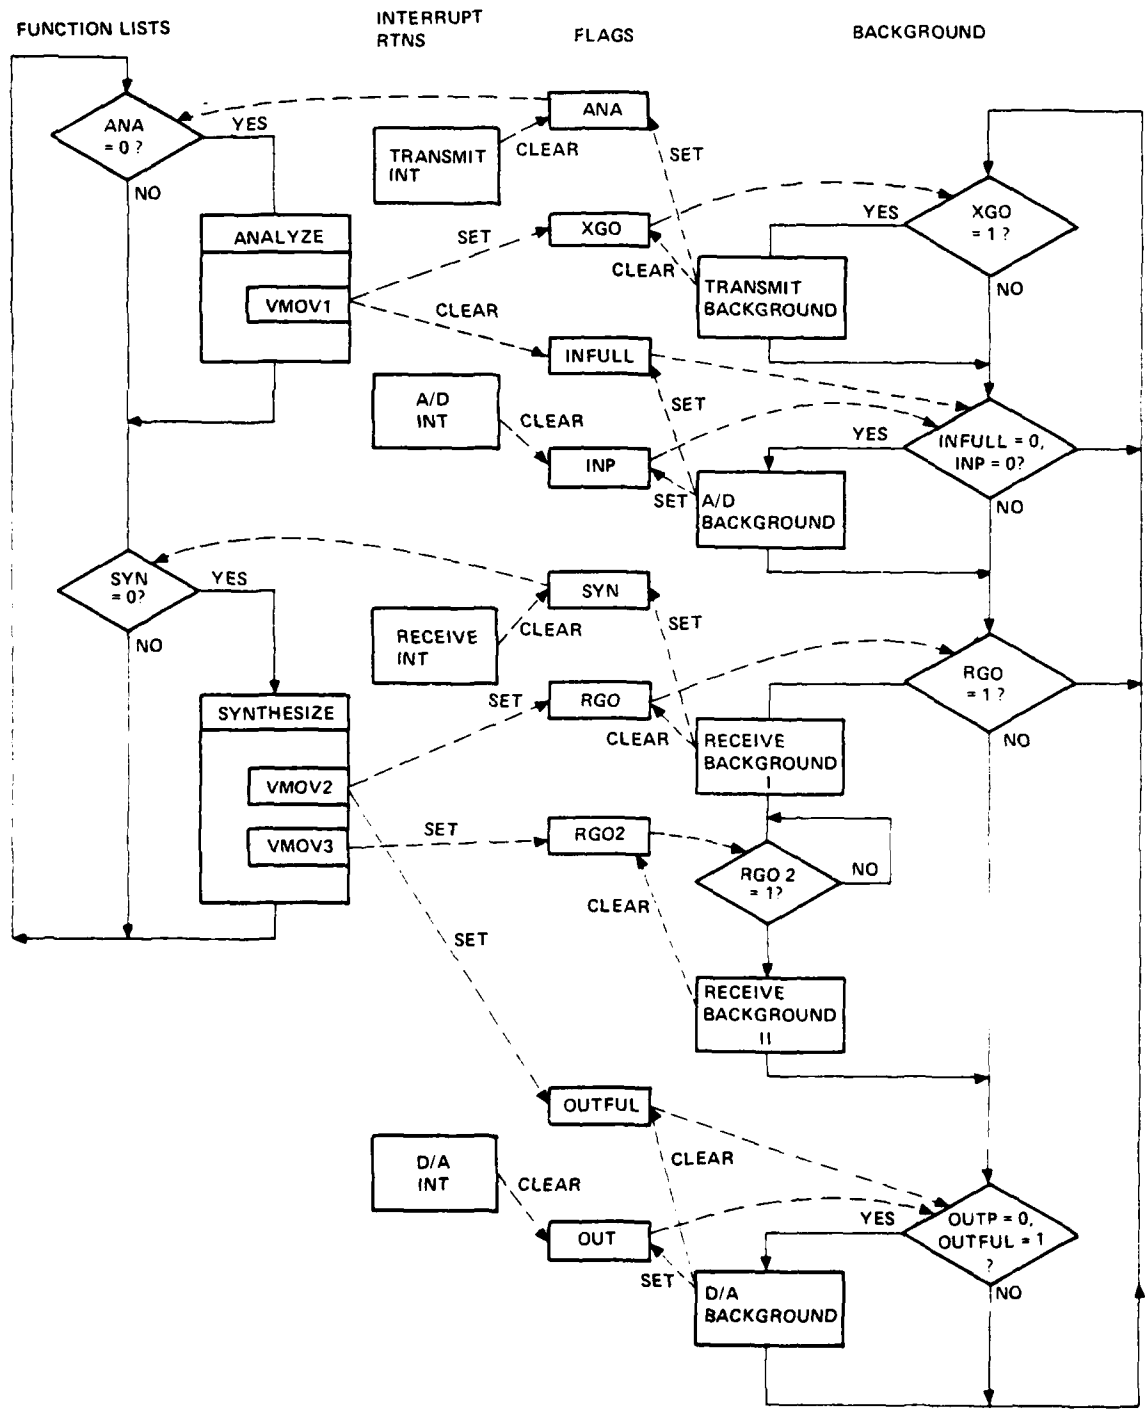 FUNCTION LISTS
INTERRUPT
RTNS
FLAGS
BACKGROUND
ANA
= 0 ?
YES
NO
ANALYZE
VMOV1
TRANSMIT
INT
CLEAR
ANA
SET
SET
XGO
CLEAR
TRANSMIT
BACKGROUND
YES
XGO
= 1 ?
NO
CLEAR
INFULL
A/D
INT
CLEAR
SET
INP
SET
A/D
BACKGROUND
YES
INFULL = 0,
INP = 0?
NO
SYN
= 0?
YES
NO
SYNTHESIZE
VMOV2
VMOV3
RECEIVE
INT
CLEAR
SYN
SET
SET
RGO
CLEAR
RECEIVE
BACKGROUND
I
RGO
= 1 ?
NO
SET
RGO2
RGO 2
= 1?
NO
CLEAR
SET
RECEIVE
BACKGROUND
II
OUTFUL
D/A
INT
CLEAR
CLEAR
OUT
SET
D/A
BACKGROUND
YES
OUTP = 0,
OUTFUL = 1
?
NO